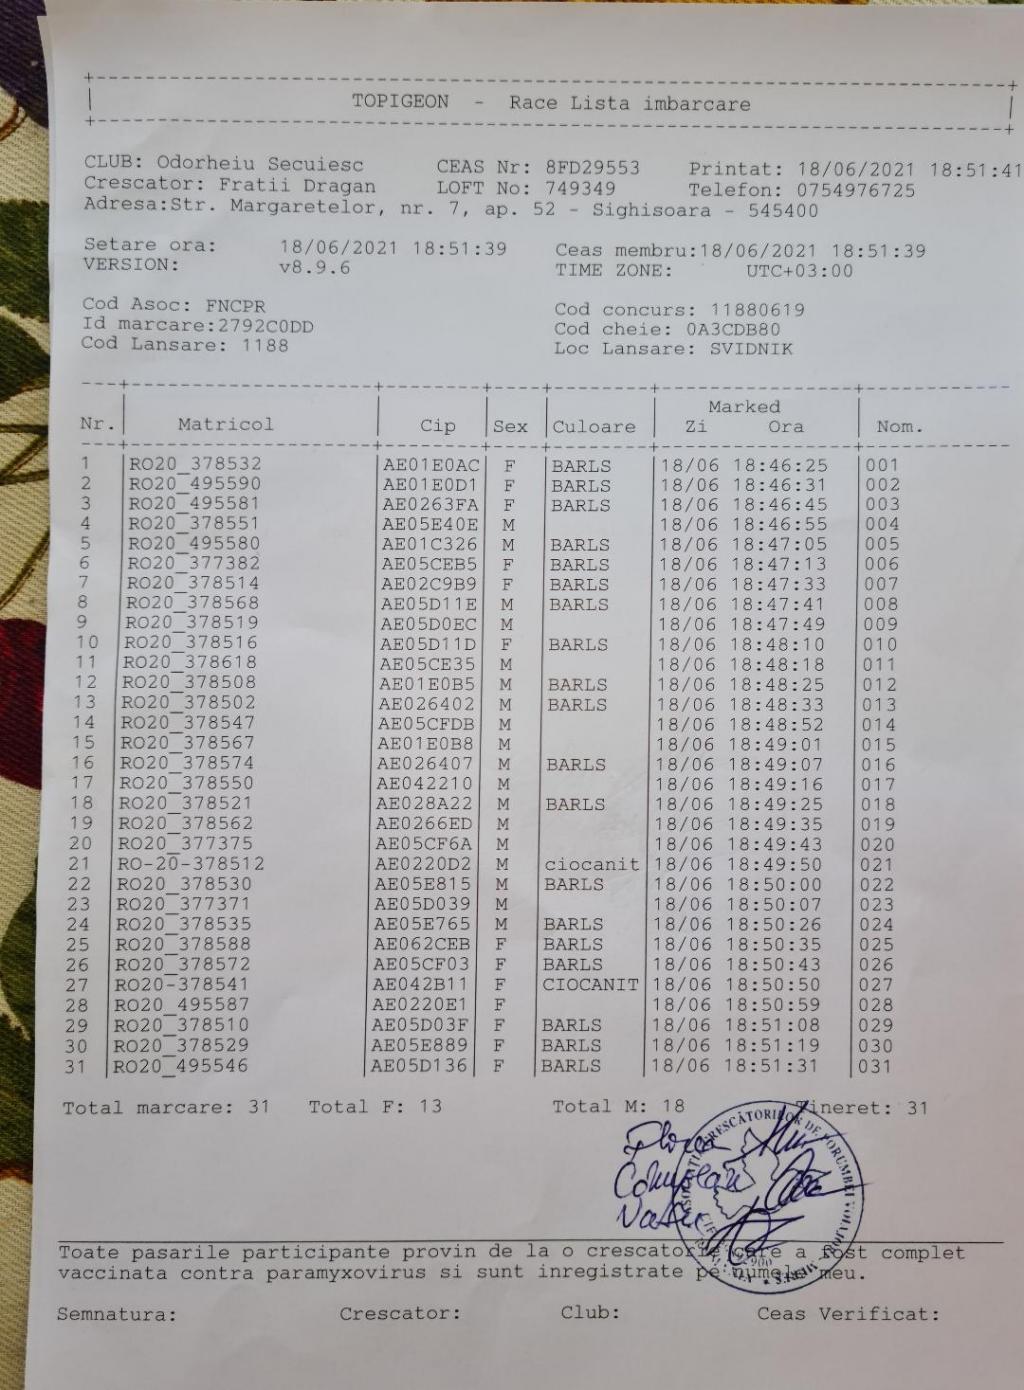 TOPIGEON - Race Lista imbarcare
CLUB: Odorheiu Secuiesc CEAS Nr: 8FD29553 Printat: 18/06/2021 18:51:41
Crescator: Fratii Dragan LOFT No: 749349 Telefon: 0754976725
Adresa:Str. Margaretelor, nr. 7, ap. 52 - Sighisoara - 545400
Setare ora: 18/06/2021 18:51:39 Ceas membru:18/06/2021 18:51:39
VERSION: v8.9.6 TIME ZONE: UTC+03:00
Cod Asoc: FNCPR Cod concurs: 11880619
Id marcare:2792C0DD Cod cheie: 0A3CDB80
Cod Lansare: 1188 Loc Lansare: SVIDNIK
Marked
Nr. Matricol Cip Sex Culoare Zi Ora Nom.
1 RO20_378532 AE01E0AC F BARLS 18/06 18:46:25 001
2 RO20_495590 AE01E0D1 F BARLS 18/06 18:46:31 002
3 RO20_495581 AE0263FA F BARLS 18/06 18:46:45 003
4 RO20_378551 AE05E40E M 18/06 18:46:55 004
5 RO20_495580 AE01C326 M BARLS 18/06 18:47:05 005
6 RO20_377382 AE05CEB5 F BARLS 18/06 18:47:13 006
7 RO20_378514 AE02C9B9 F BARLS 18/06 18:47:33 007
8 RO20_378568 AE05D11E M BARLS 18/06 18:47:41 008
9 RO20_378519 AE05D0EC M 18/06 18:47:49 009
10 RO20_378516 AE05D11D F BARLS 18/06 18:48:10 010
11 RO20_378618 AE05CE35 M 18/06 18:48:18 011
12 RO20_378508 AE01E0B5 M BARLS 18/06 18:48:25 012
13 RO20_378502 AE026402 M BARLS 18/06 18:48:33 013
14 RO20_378547 AE05CFDB M 18/06 18:48:52 014
15 RO20_378567 AE01E0B8 M 18/06 18:49:01 015
16 RO20_378574 AE026407 M BARLS 18/06 18:49:07 016
17 RO20_378550 AE042210 M 18/06 18:49:16 017
18 RO20_378521 AE028A22 M BARLS 18/06 18:49:25 018
19 RO20_378562 AE0266ED M 18/06 18:49:35 019
20 RO20_377375 AE05CF6A M 18/06 18:49:43 020
21 RO-20-378512 AE0220D2 M ciocanit 18/06 18:49:50 021
22 RO20_378530 AE05E815 M BARLS 18/06 18:50:00 022
23 RO20_377371 AE05D039 M 18/06 18:50:07 023
24 RO20_378535 AE05E765 M BARLS 18/06 18:50:26 024
25 RO20_378588 AE062CEB F BARLS 18/06 18:50:35 025
26 RO20_378572 AE05CF03 F BARLS 18/06 18:50:43 026
27 RO20-378541 AE042B11 F CIOCANIT 18/06 18:50:50 027
28 RO20_495587 AE0220E1 F 18/06 18:50:59 028
29 RO20_378510 AE05D03F F BARLS 18/06 18:51:08 029
30 RO20_378529 AE05E889 F BARLS 18/06 18:51:19 030
31 RO20_495546 AE05D136 F BARLS 18/06 18:51:31 031
Total marcare: 31 Total F: 13 Total M: 18 Tineret: 31
Toate pasarile participante provin de la o crescatorie care a fost complet
vaccinata contra paramyxovirus si sunt inregistrate pe numele meu.
Semnatura: Crescator: Club: Ceas Verificat: